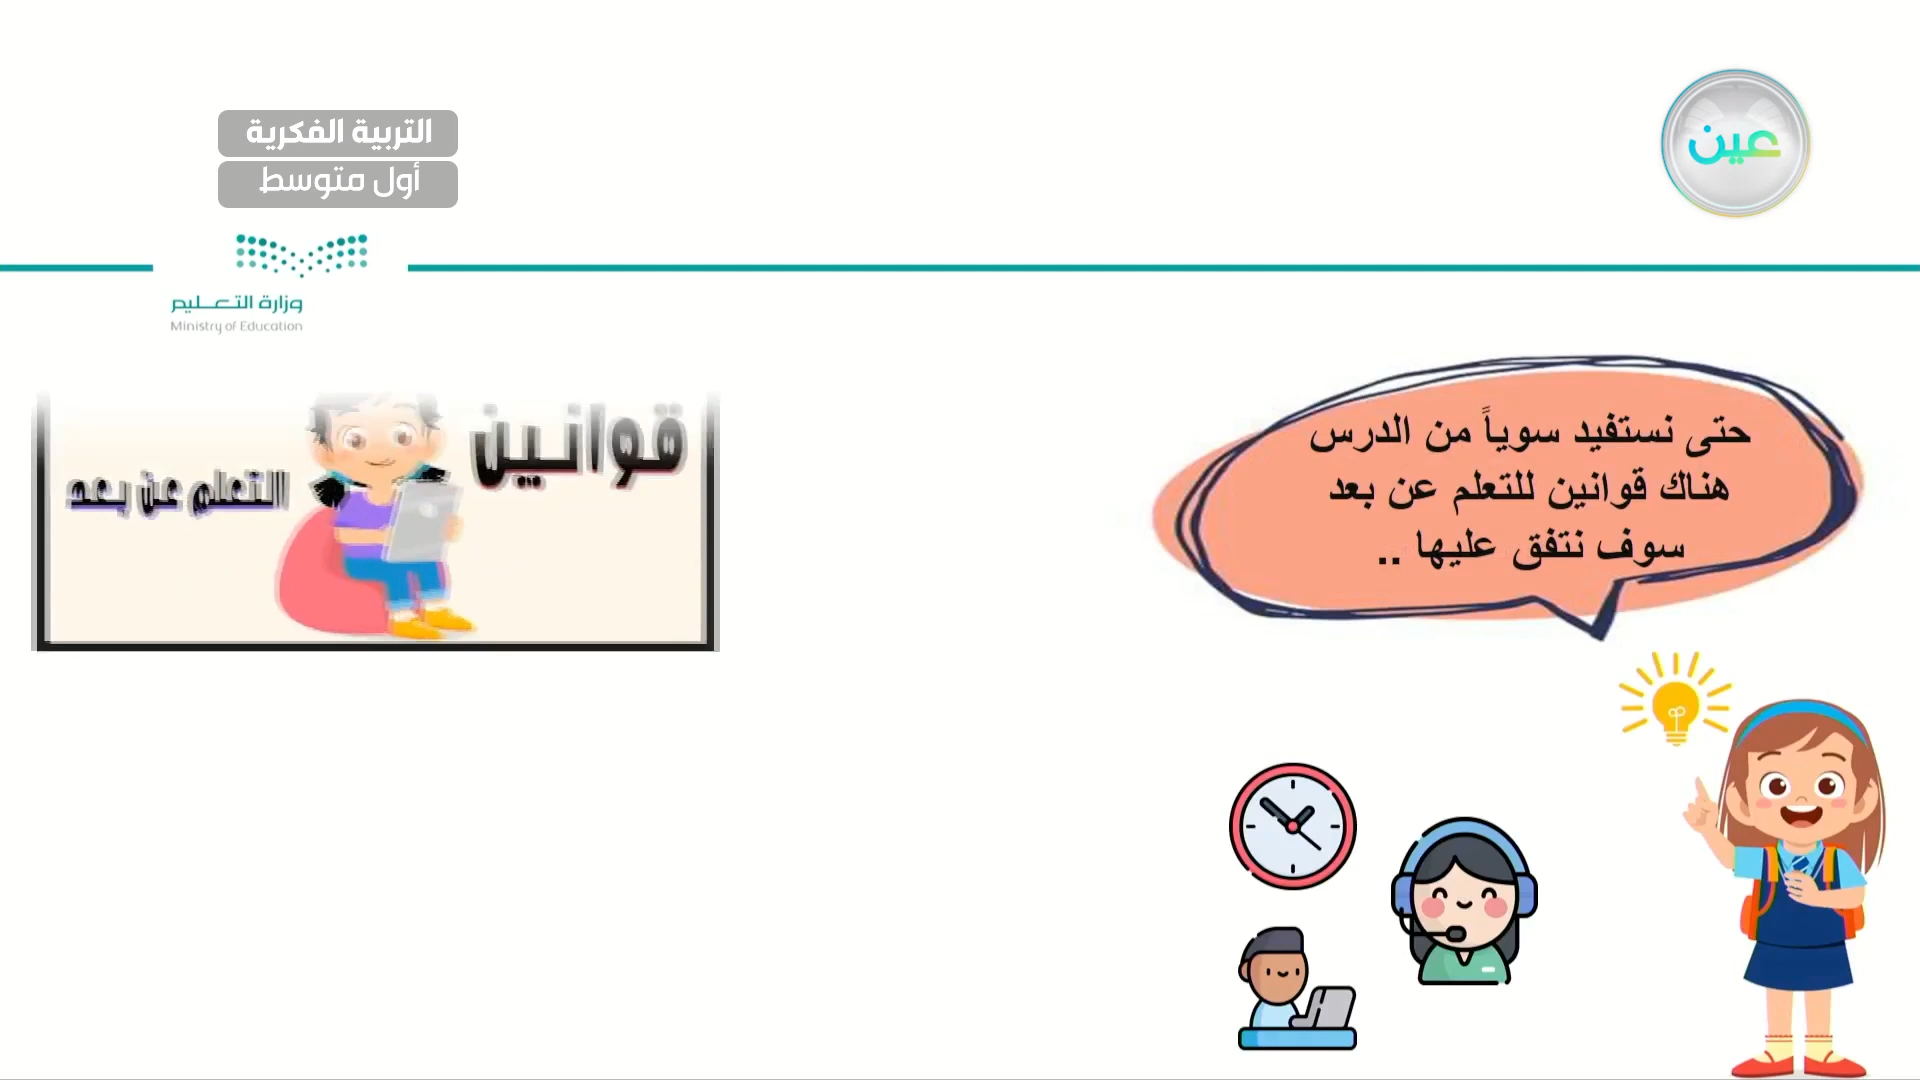 التربية الفكرية
أول متوسط
عين
وزارة التعليم
Ministry of Education
حتى نستفيد سوياً من الدرس
هناك قوانين للتعلم عن بعد
سوف نتفق عليها ..
قوانين
التعلم عن بعد